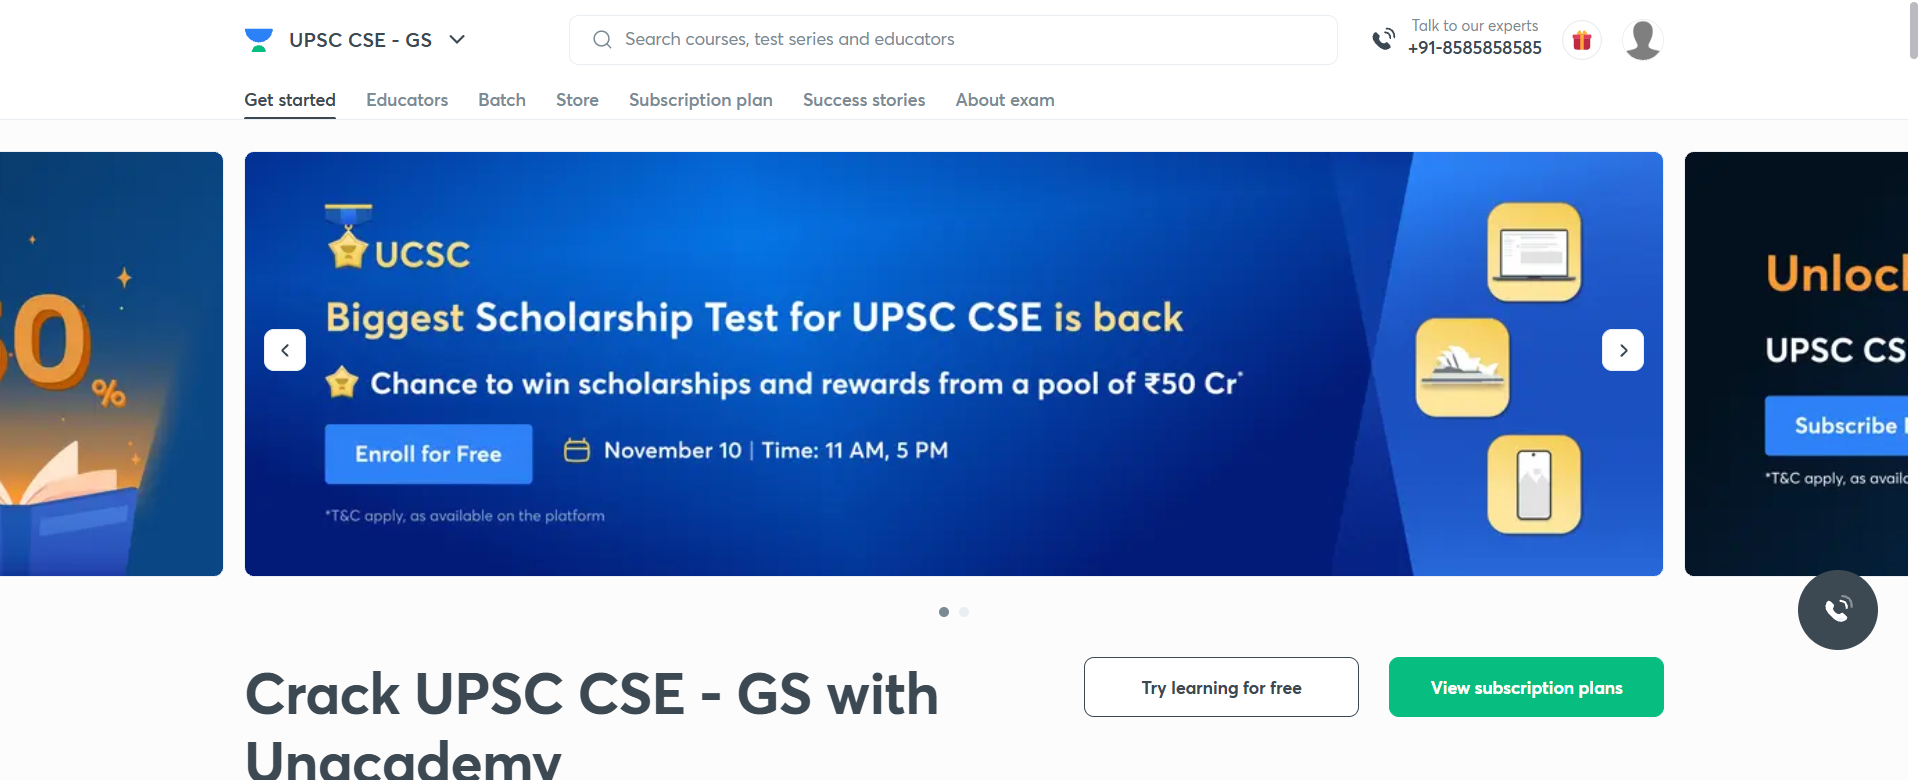 UPSC CSE - GS
Search courses, test series and educators
Talk to our experts
+91-8585858585
Get started
Educators
Batch
Store
Subscription plan
Success stories
About exam
%
UCSC
Biggest Scholarship Test for UPSC CSE is back
Chance to win scholarships and rewards from a pool of ₹50 Cr*
Enroll for Free
November 10 | Time: 11 AM, 5 PM
*T&C apply, as available on the platform
UPSC CS
Subscribe
*T&C apply, as
Crack UPSC CSE - GS with
Unacademy
Try learning for free
View subscription plans